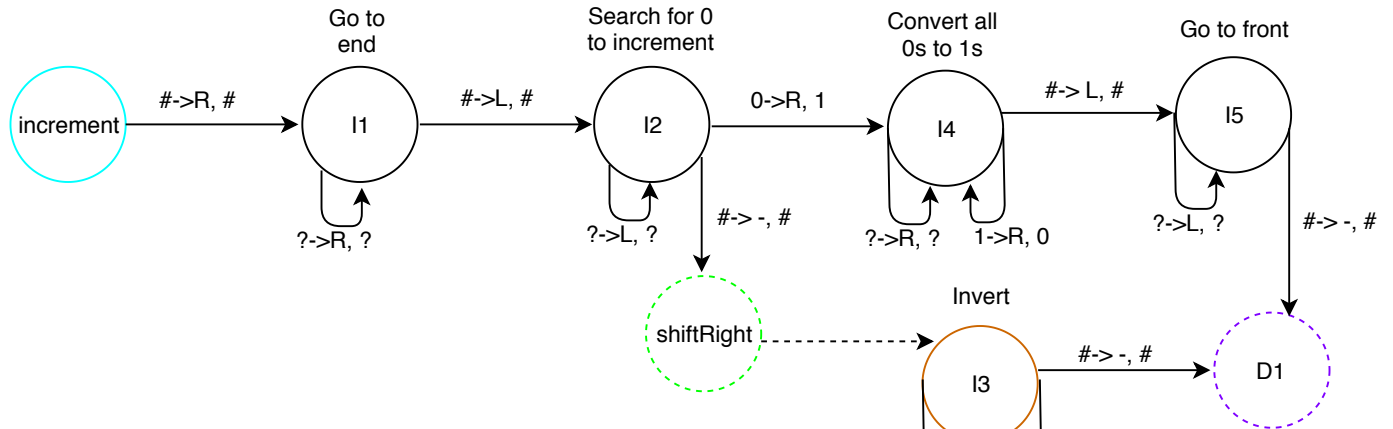 Go to
end
Search for 0
to increment
Convert all
0s to 1s
Go to front
increment
#->R, #
I1
#->L, #
I2
0->R, 1
I4
#-> L, #
I5
?->R, ?
?->L, ?
#-> -, #
?->R, ?
1->R, 0
?->L, ?
#-> -, #
shiftRight
Invert
I3
#-> -, #
D1